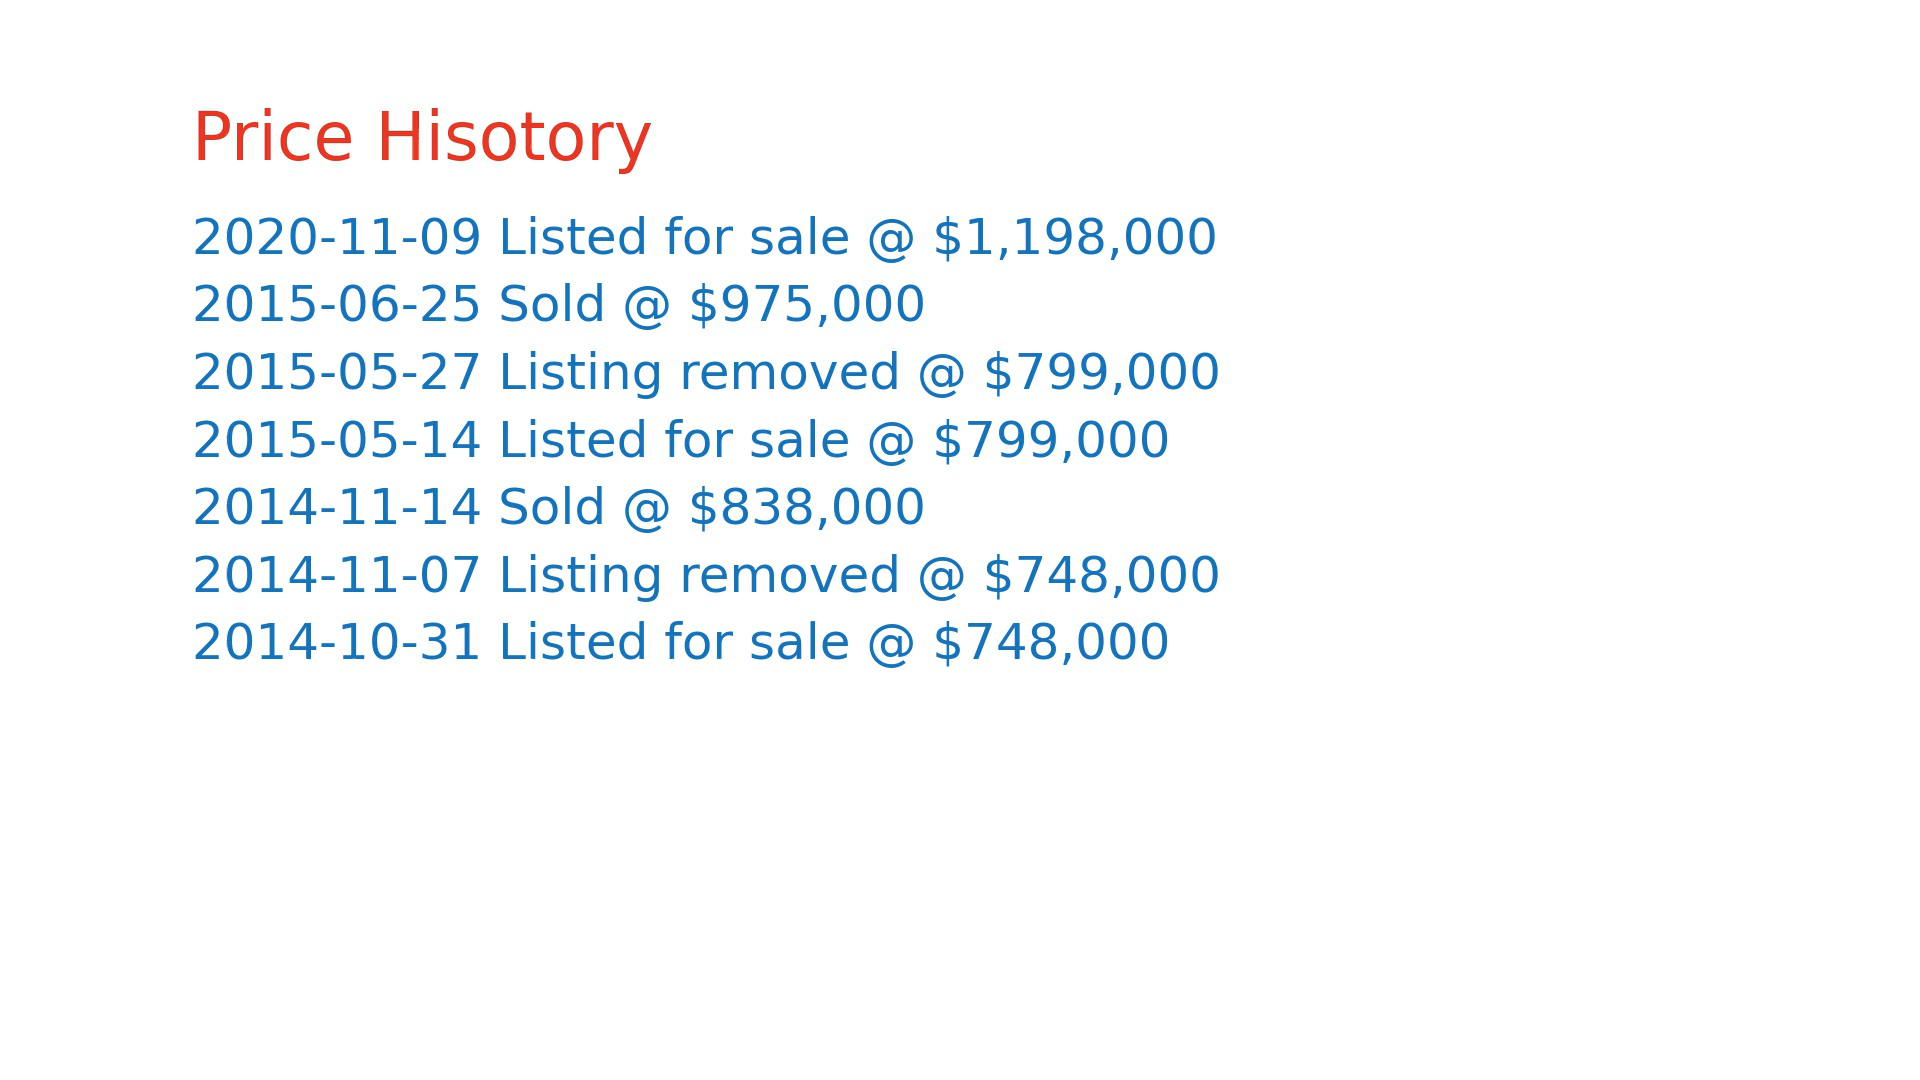 Price Hisotory
2020-11-09 Listed for sale @ $1,198,000
2015-06-25 Sold @ $975,000
2015-05-27 Listing removed @ $799,000
2015-05-14 Listed for sale @ $799,000
2014-11-14 Sold @ $838,000
2014-11-07 Listing removed @ $748,000
2014-10-31 Listed for sale @ $748,000